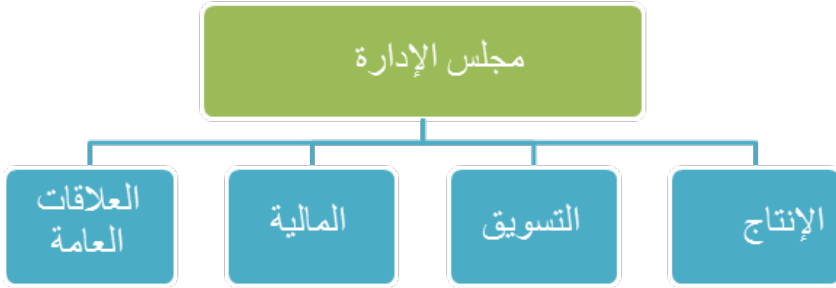 مجلس الإدارة
الإنتاج
التسويق
المالية
العلاقات
العامة